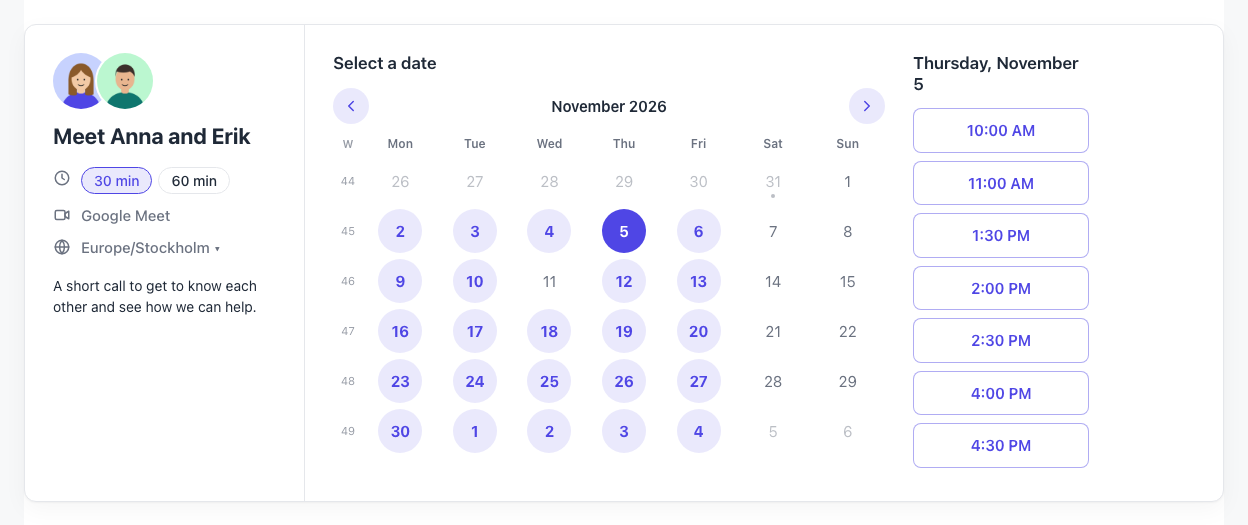 Meet Anna and Erik
30 min 60 min
Google Meet
Europe/Stockholm ▾
A short call to get to know each
other and see how we can help.
Select a date
November 2026
W Mon Tue Wed Thu Fri Sat Sun
44 26 27 28 29 30 31 1
45 2 3 4 5 6 7 8
46 9 10 11 12 13 14 15
47 16 17 18 19 20 21 22
48 23 24 25 26 27 28 29
49 30 1 2 3 4 5 6
Thursday, November
5
10:00 AM
11:00 AM
1:30 PM
2:00 PM
2:30 PM
4:00 PM
4:30 PM